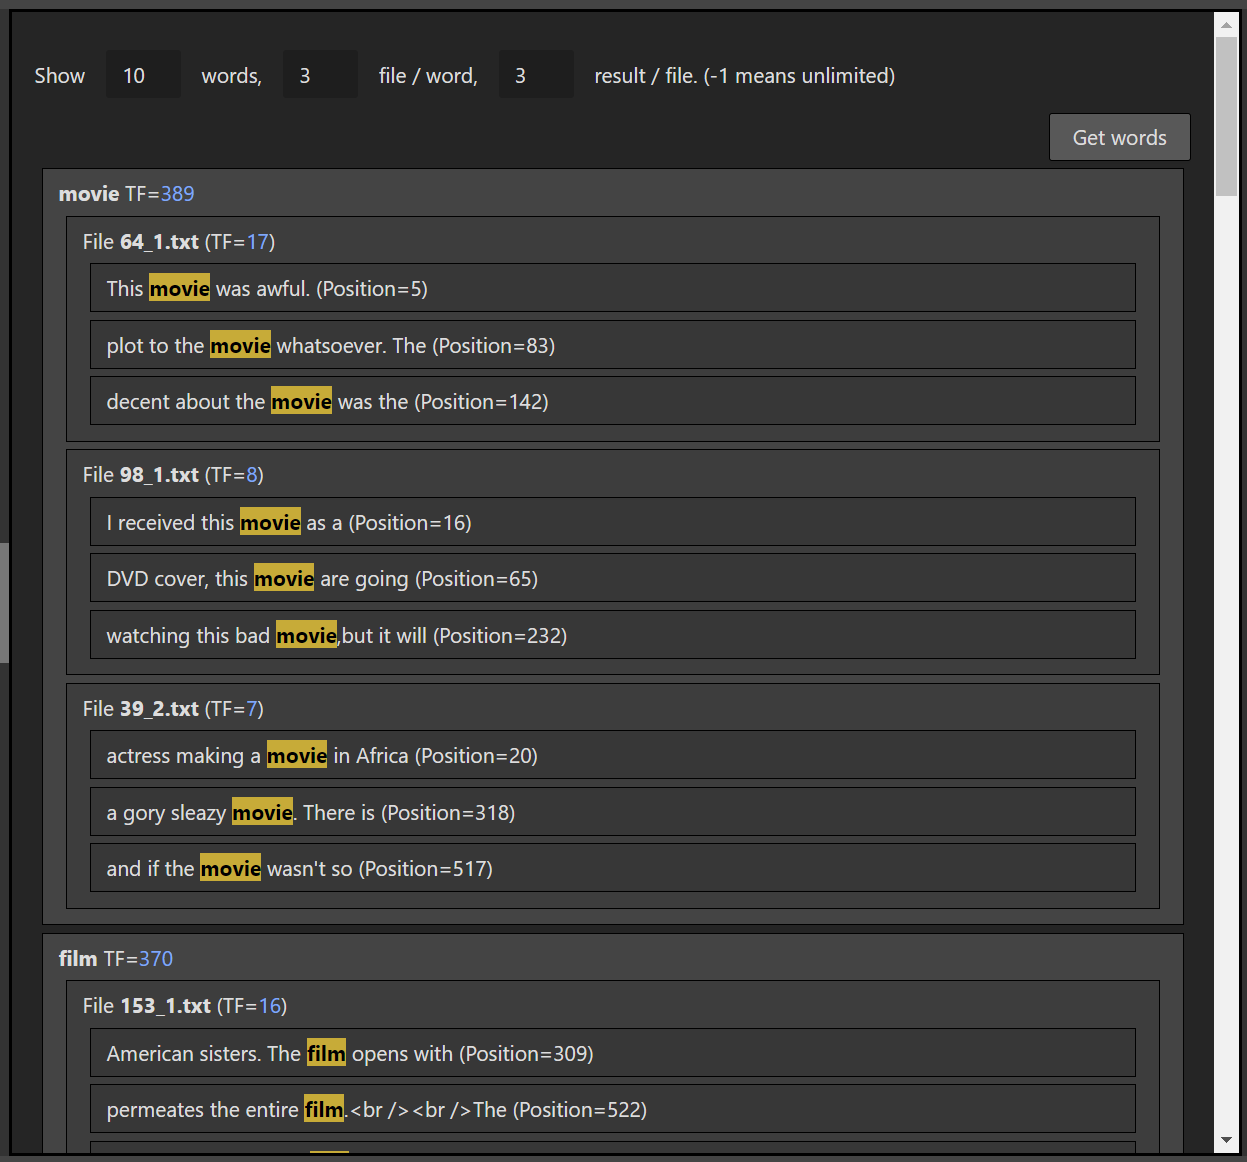 Show 10 words, 3 file / word, 3 result / file. (-1 means unlimited)
Get words
movie TF=389
File 64_1.txt (TF=17)
This movie was awful. (Position=5)
plot to the movie whatsoever. The (Position=83)
decent about the movie was the (Position=142)
File 98_1.txt (TF=8)
I received this movie as a (Position=16)
DVD cover, this movie are going (Position=65)
watching this bad movie,but it will (Position=232)
File 39_2.txt (TF=7)
actress making a movie in Africa (Position=20)
a gory sleazy movie. There is (Position=318)
and if the movie wasn't so (Position=517)
film TF=370
File 153_1.txt (TF=16)
American sisters. The film opens with (Position=309)
permeates the entire film.<br /><br />The (Position=522)